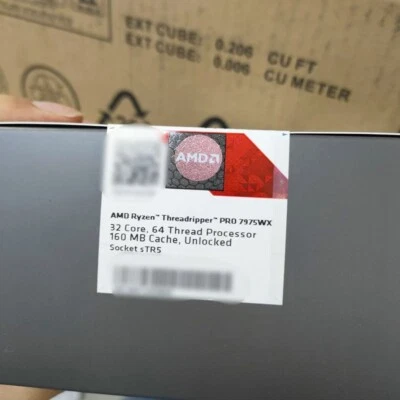 EXT CUBE: 0.206 CU FT
EXT CUBE: 0.006 CU METER
AMD
AMD Ryzen™ Threadripper™ PRO 7975WX
32 Core, 64 Thread Processor
160 MB Cache, Unlocked
Socket sTR5